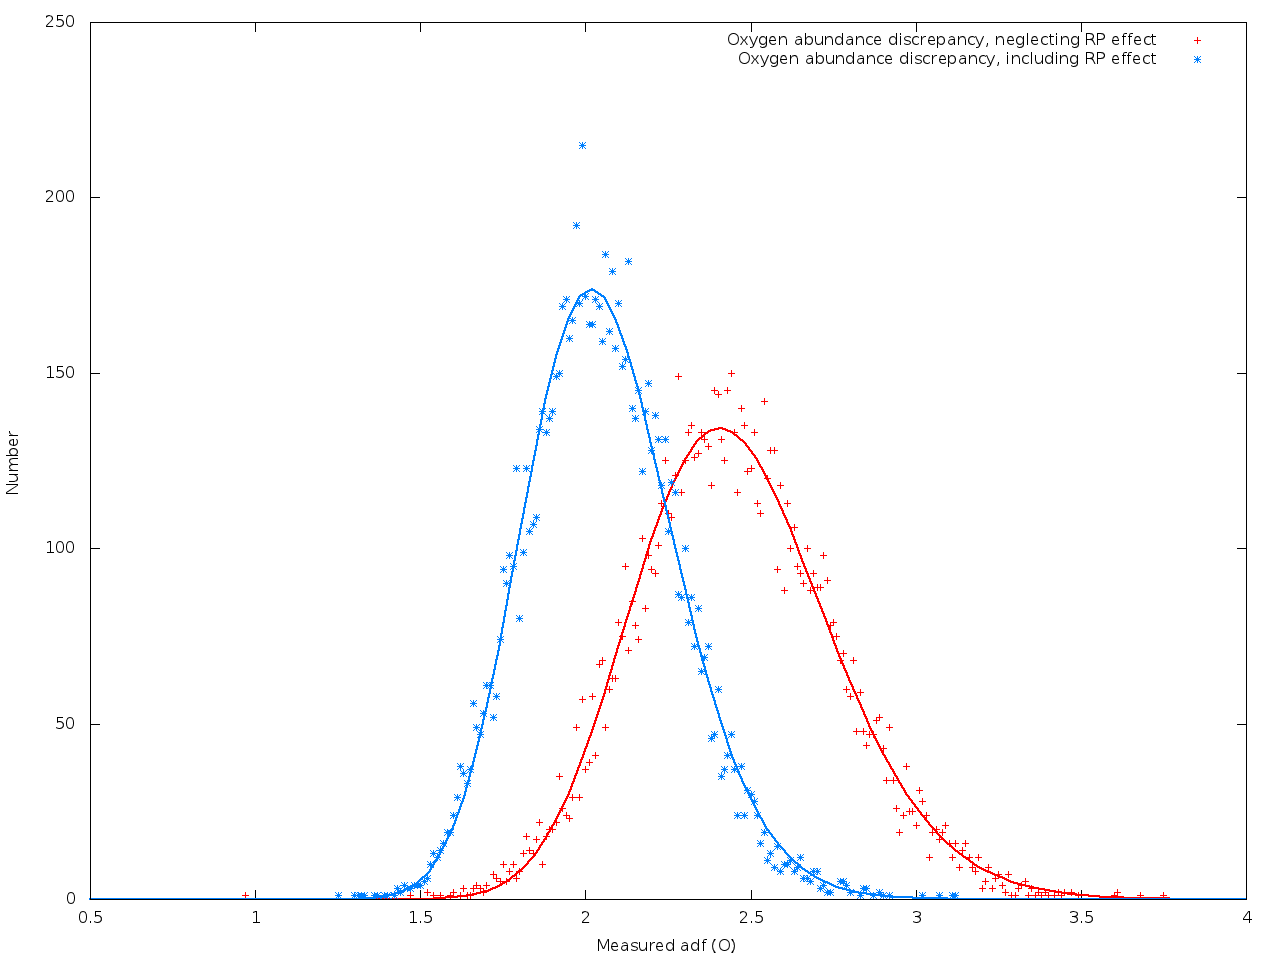 250
Oxygen abundance discrepancy, neglecting RP effect
Oxygen abundance discrepancy, including RP effect
200
150
Number
100
50
0
0.5 1 1.5 2 2.5 3 3.5 4
Measured adf (O)